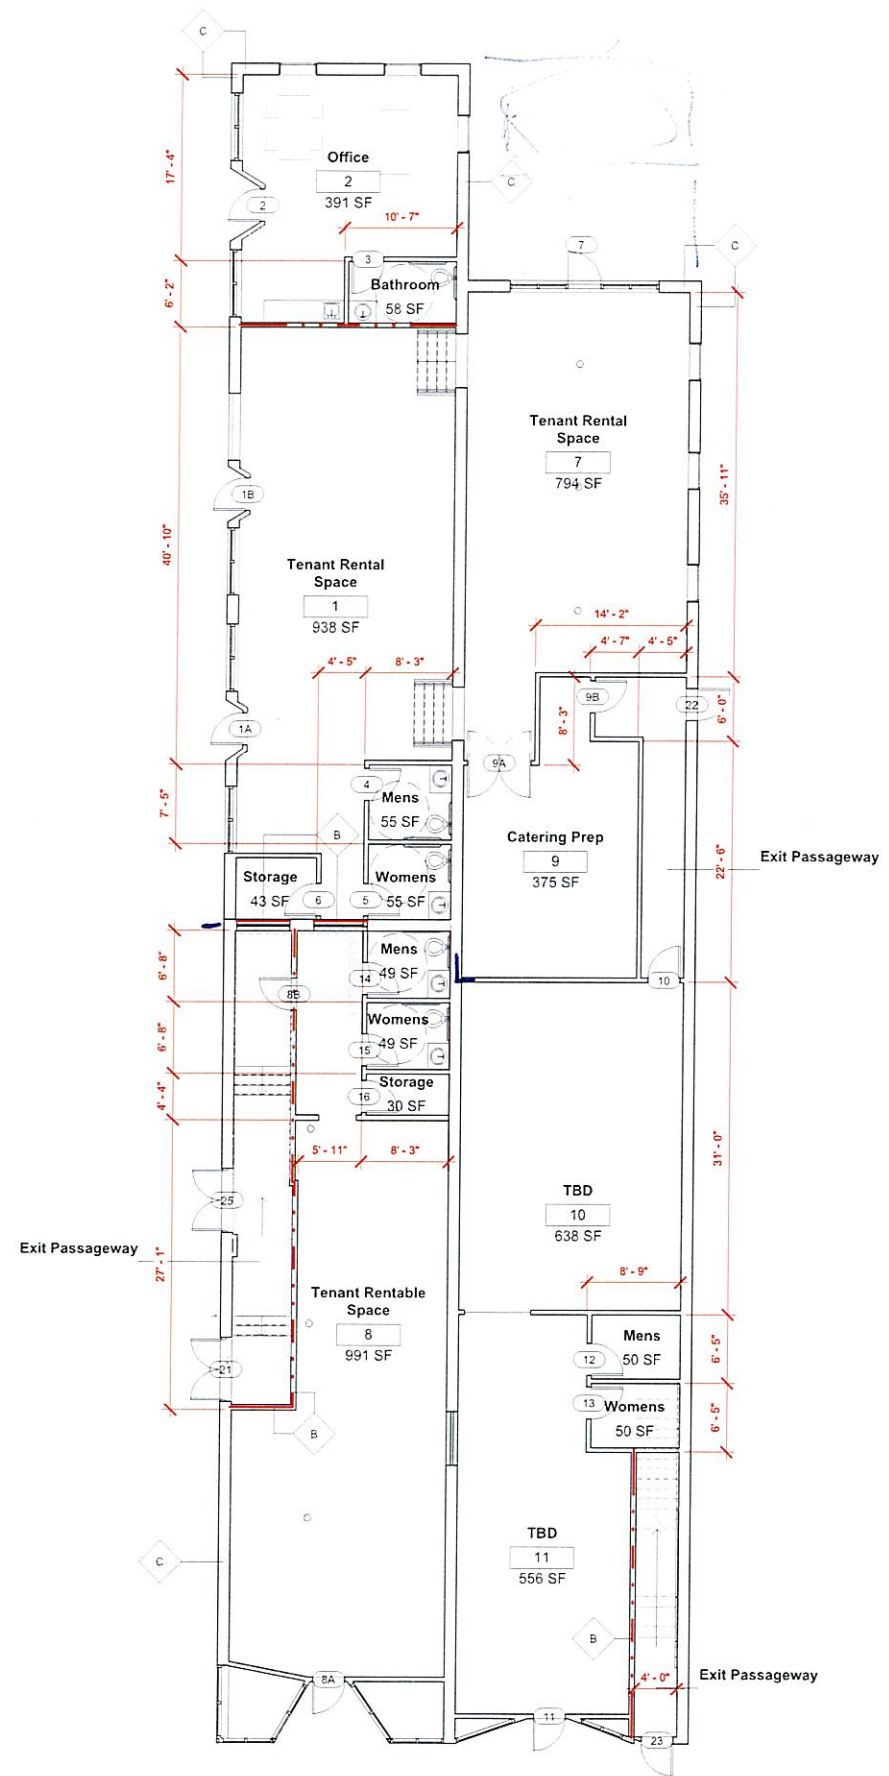 C
Office
2
391 SF
17' - 4"
2
C
10' - 7"
3
7
C
Bathroom
58 SF
6' - 2"
Tenant Rental
Space
7
794 SF
35' - 11"
1B
40' - 10"
Tenant Rental
Space
1
938 SF
14' - 2"
4' - 7"
4' - 5"
4' - 5"
8' - 3"
9B
22
6' - 0"
8' - 3"
1A
9A
4
Mens
55 SF
7' - 5"
B
Catering Prep
9
375 SF
22' - 6"
Exit Passageway
Storage
43 SF
6
5
Womens
55 SF
6' - 8"
Mens
49 SF
14
10
8B
Womens
49 SF
15
6' - 8"
Storage
30 SF
16
4' - 4"
5' - 11"
8' - 3"
31' - 0"
TBD
10
638 SF
25
Exit Passageway
27' - 1"
8' - 9"
Tenant Rentable
Space
8
991 SF
Mens
50 SF
12
6' - 5"
21
13
Womens
50 SF
6' - 5"
B
TBD
11
556 SF
C
B
4' - 0"
Exit Passageway
8A
11
23